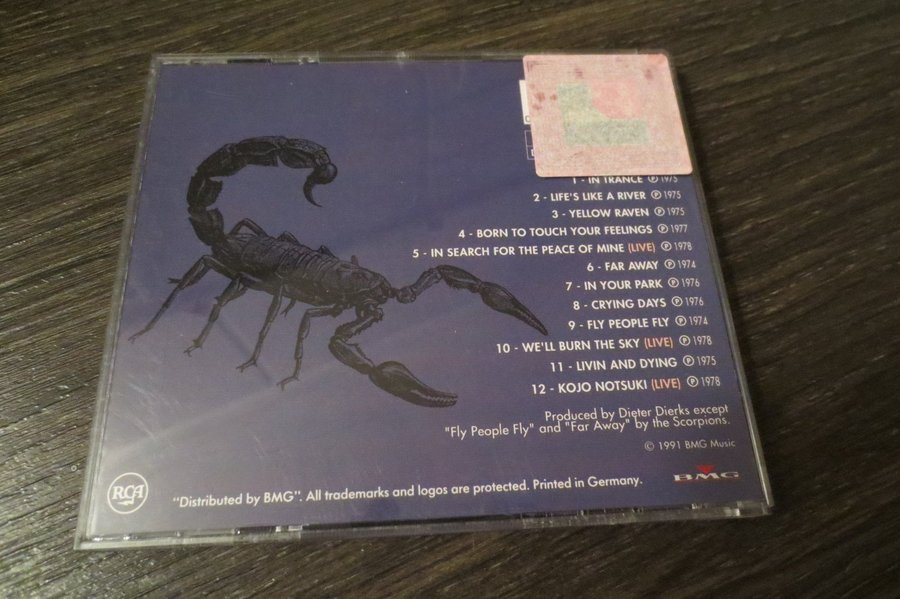 1 - IN TRANCE Ⓟ 1975
2 - LIFE'S LIKE A RIVER Ⓟ 1975
3 - YELLOW RAVEN Ⓟ 1975
4 - BORN TO TOUCH YOUR FEELINGS Ⓟ 1977
5 - IN SEARCH FOR THE PEACE OF MINE (LIVE) Ⓟ 1978
6 - FAR AWAY Ⓟ 1974
7 - IN YOUR PARK Ⓟ 1976
8 - CRYING DAYS Ⓟ 1976
9 - FLY PEOPLE FLY Ⓟ 1974
10 - WE'LL BURN THE SKY (LIVE) Ⓟ 1978
11 - LIVIN AND DYING Ⓟ 1975
12 - KOJO NOTSUKI (LIVE) Ⓟ 1978
Produced by Dieter Dierks except
"Fly People Fly" and "Far Away" by the Scorpions.
© 1991 BMG Music
BMG
RCA
"Distributed by BMG". All trademarks and logos are protected. Printed in Germany.